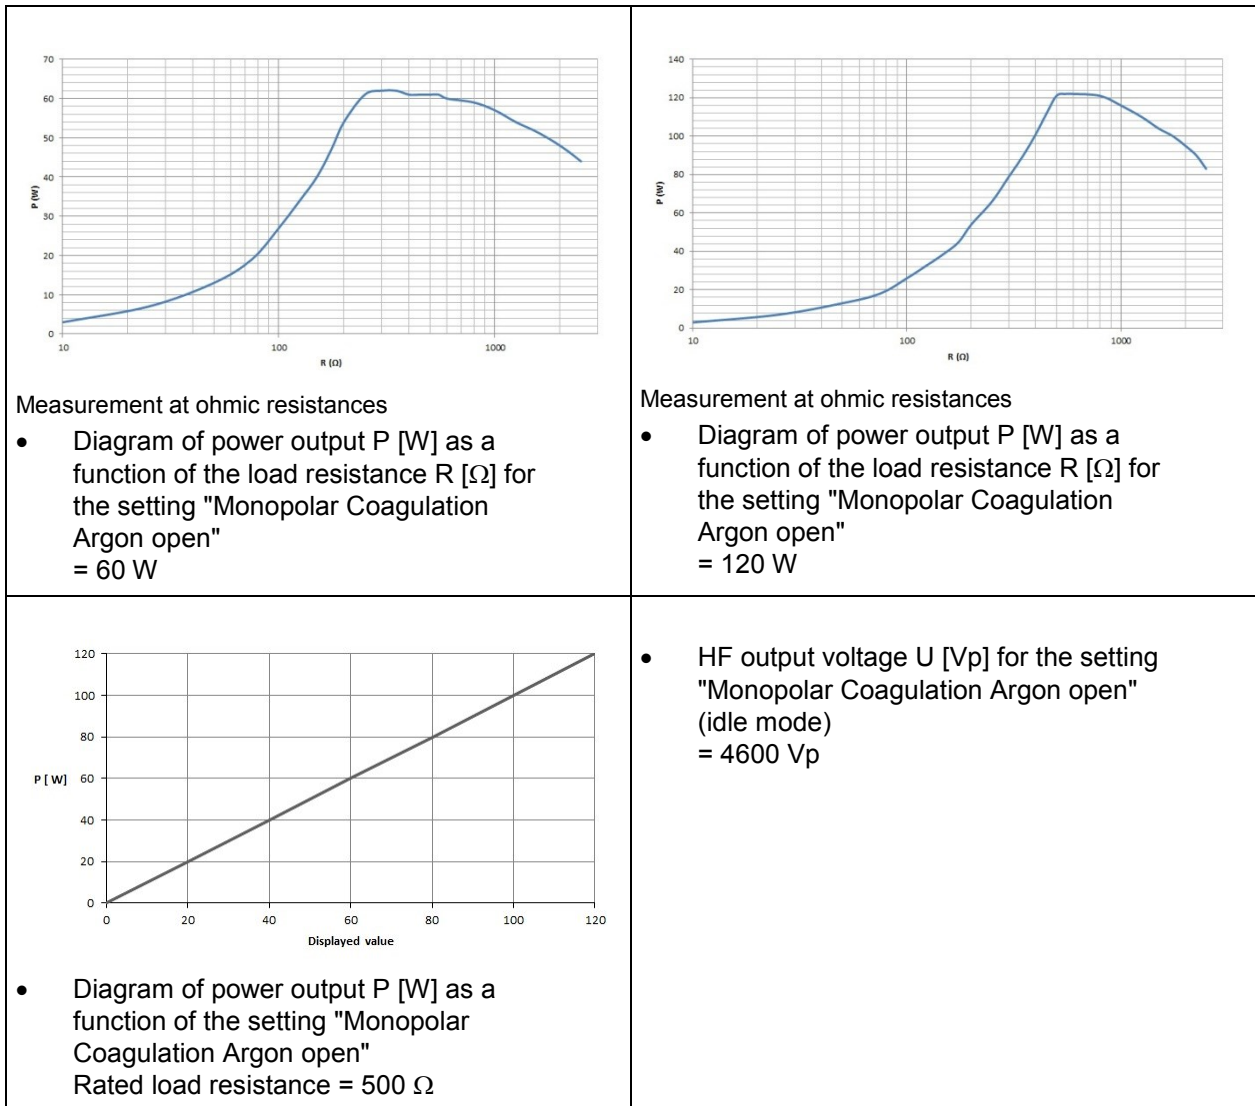 70
60
50
40
30
20
10
0
P (W)
10
100
1000
R (Ω)
Measurement at ohmic resistances
• Diagram of power output P [W] as a
function of the load resistance R [Ω] for
the setting "Monopolar Coagulation
Argon open"
= 60 W
140
120
100
80
60
40
20
0
P (W)
10
100
1000
R (Ω)
Measurement at ohmic resistances
• Diagram of power output P [W] as a
function of the load resistance R [Ω] for
the setting "Monopolar Coagulation
Argon open"
= 120 W
120
100
80
60
40
20
0
P [ W]
0
20
40
60
80
100
120
Displayed value
• Diagram of power output P [W] as a
function of the setting "Monopolar
Coagulation Argon open"
Rated load resistance = 500 Ω
• HF output voltage U [Vp] for the setting
"Monopolar Coagulation Argon open"
(idle mode)
= 4600 Vp